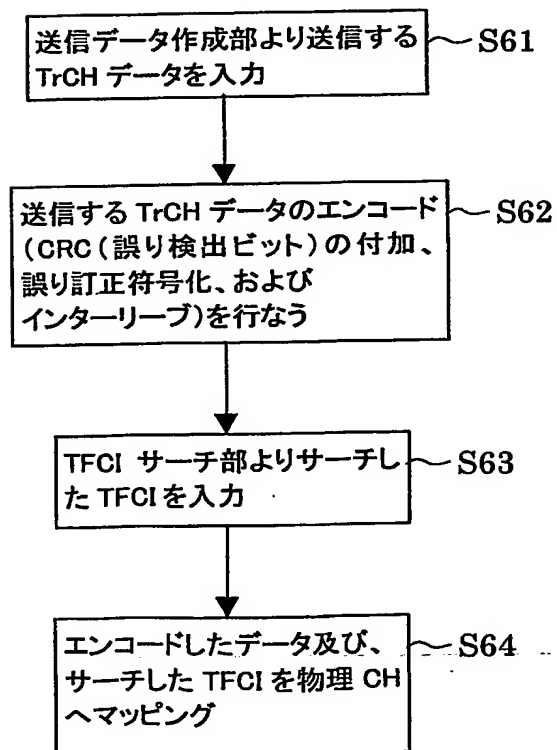 送信データ作成部より送信する
TrCH データを入力
S61
送信する TrCH データのエンコード
(CRC(誤り検出ビット)の付加、
誤り訂正符号化、および
インターリーブ)を行なう
S62
TFCI サーチ部よりサーチし
た TFCI を入力
S63
エンコードしたデータ及び、
サーチした TFCI を物理 CH
へマッピング
S64